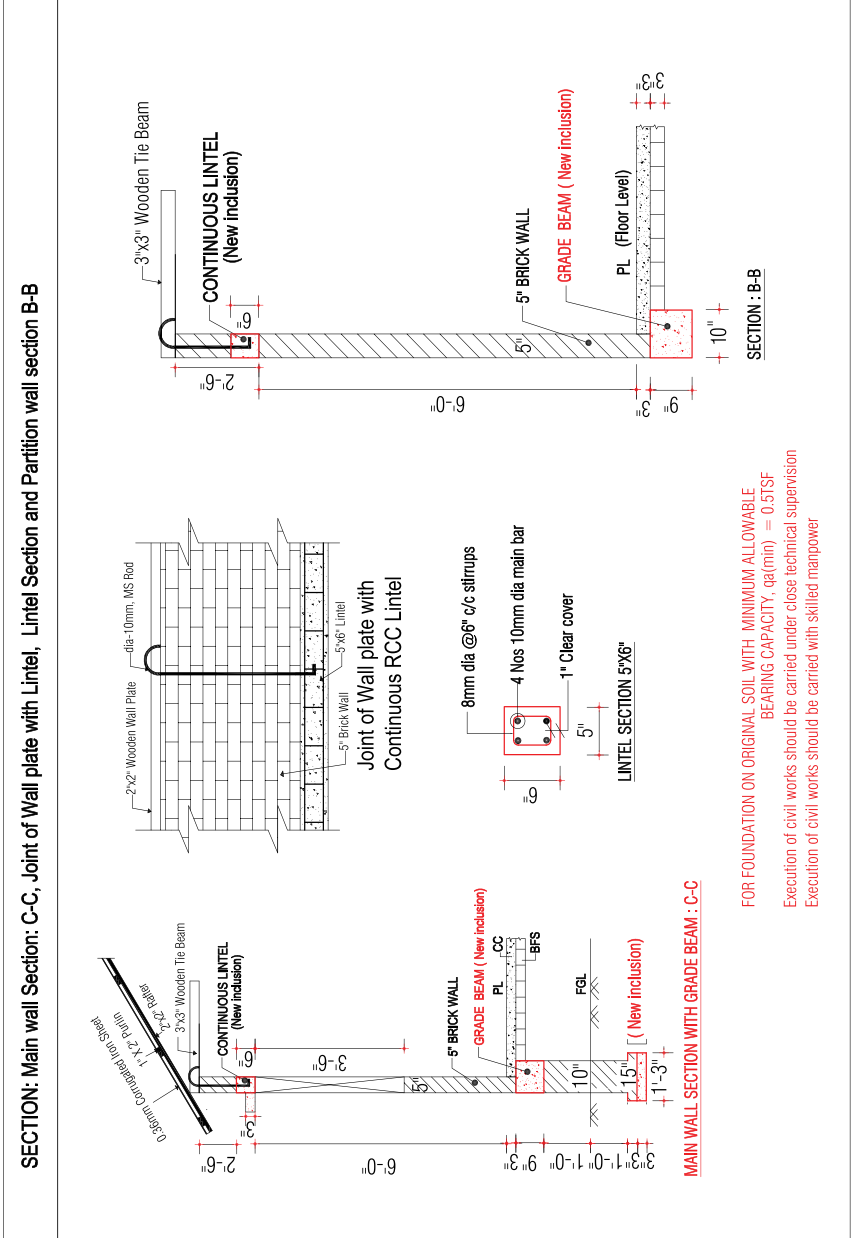 SECTION: Main wall Section: C-C, Joint of Wall plate with Lintel, Lintel Section and Partition wall section B-B
0.36mm Corrugated Iron Sheet
1" X 2" Purlin
2"x2" Rafter
3"x3" Wooden Tie Beam
CONTINUOUS LINTEL
(New inclusion)
2'-6"
6"
3"
3'-6"
6'-0"
5"
5" BRICK WALL
GRADE BEAM ( New inclusion)
PL
CC
BFS
FGL
3"
9"
1'-0"
1'-0"
3"
3"
10"
15"
1'-3"
( New inclusion)
MAIN WALL SECTION WITH GRADE BEAM : C-C
2"x2" Wooden Wall Plate
dia-10mm, MS Rod
5" Brick Wall
5"x6" Lintel
Joint of Wall plate with
Continuous RCC Lintel
8mm dia @6" c/c stirrups
4 Nos 10mm dia main bar
1" Clear cover
6"
5"
LINTEL SECTION 5"X6"
3"x3" Wooden Tie Beam
CONTINUOUS LINTEL
(New inclusion)
6"
2'-6"
6'-0"
5"
5" BRICK WALL
GRADE BEAM ( New inclusion)
PL (Floor Level)
3"
3"
3"
9"
10"
SECTION : B-B
FOR FOUNDATION ON ORIGINAL SOIL WITH MINIMUM ALLOWABLE
BEARING CAPACITY, qa(min) = 0.5TSF
Execution of civil works should be carried under close technical supervision
Execution of civil works should be carried with skilled manpower